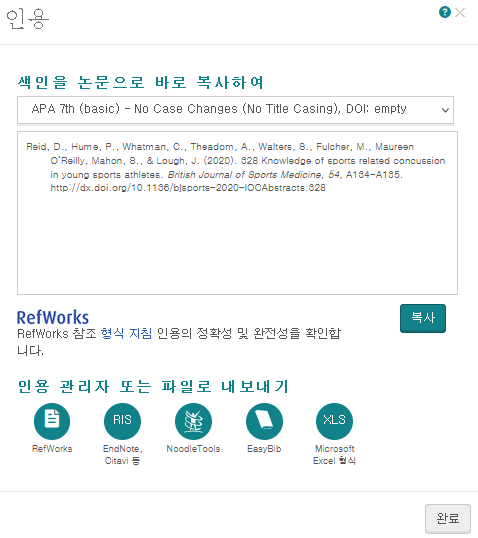 인용
색인을 논문으로 바로 복사하여
APA 7th (basic) - No Case Changes (No Title Casing), DOI: empty
Reid, D., Hume, P., Whatman, C., Theadom, A., Walters, S., Fulcher, M., Maureen
O'Reilly, Mahon, S., & Lough, J. (2020). 328 Knowledge of sports related concussion
in young sports athletes. British Journal of Sports Medicine, 54, A134-A135.
http://dx.doi.org/10.1136/bjsports-2020-IOCAbstracts.328
RefWorks
복사
RefWorks 참조 형식 지침 인용의 정확성 및 완전성을 확인합
니다.
인용 관리자 또는 파일로 내보내기
RIS
XLS
RefWorks
EndNote,
Citavi 등
NoodleTools
EasyBib
Microsoft
Excel 형식
완료